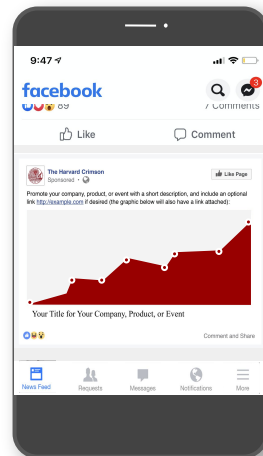 9:47
facebook
3
89
7 Comments
Like
Comment
The Harvard Crimson
Sponsored
Like Page
Promote your company, product, or event with a short description, and include an optional
link http://example.com if desired (the graphic below will also have a link attached):
Your Title for Your Company, Product, or Event
Comment and Share
News Feed
Requests
Messages
Notifications
More